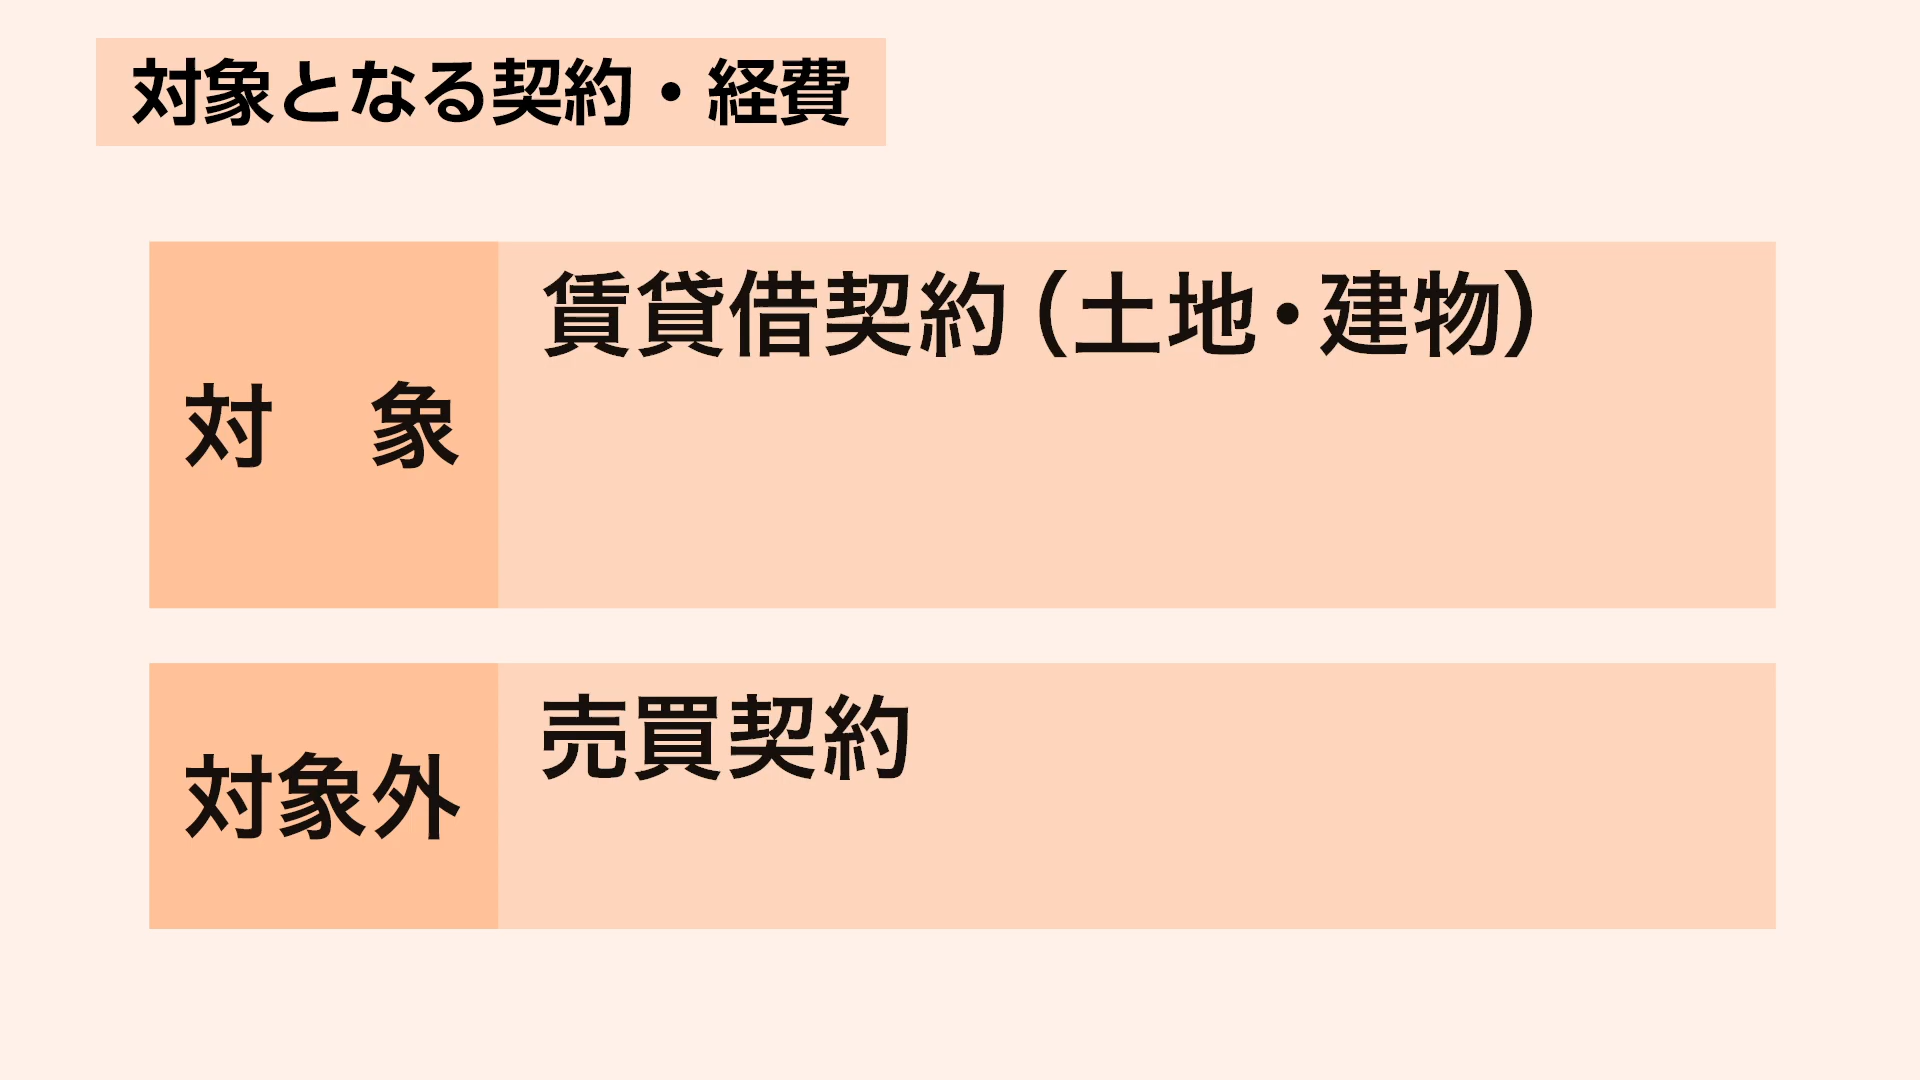 対象となる契約・経費
対　象
賃貸借契約（土地・建物）
対象外
売買契約